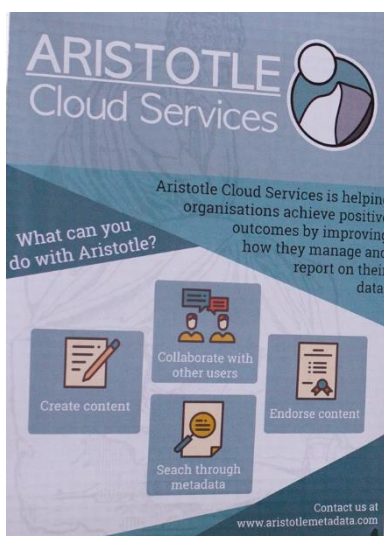 ARISTOTLE
Cloud Services
Aristotle Cloud Services is helping
organisations achieve positive
outcomes by improving
how they manage and
report on their
data
What can you
do with Aristotle?
Collaborate with
other users
Create content
Endorse content
Seach through
metadata
Contact us at
www.aristotlemetadata.com